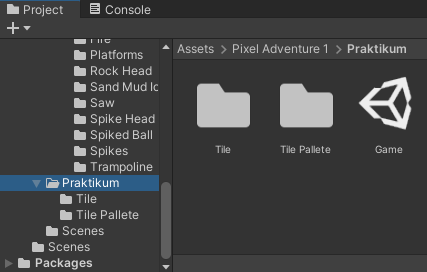 Project
Console
Fire
Platforms
Rock Head
Sand Mud Ic
Saw
Spike Head
Spiked Ball
Spikes
Trampoline
Praktikum
Tile
Tile Pallete
Scenes
Scenes
Packages
Assets > Pixel Adventure 1 > Praktikum
Tile
Tile Pallete
Game